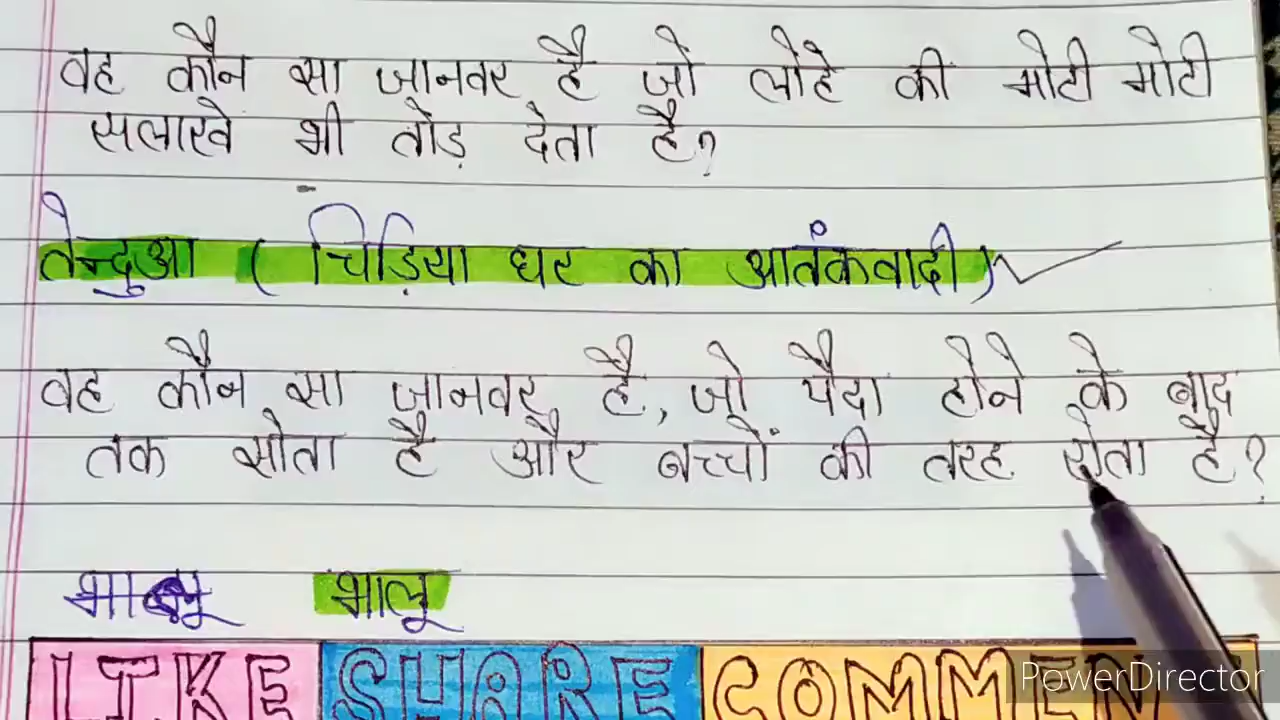 वह कौन सा जानवर है जो लोहे की मोटी मोटी
सलाखे भी तोड़ देता है?
तेन्दुआ ( चिड़िया घर का आतंकवादी )
वह कौन सा जानवर है, जो पैदा होने के बाद
तक सोता है और बच्चों की तरह रोता है?
भालू
LIKE SHARE COMMEN
PowerDirector